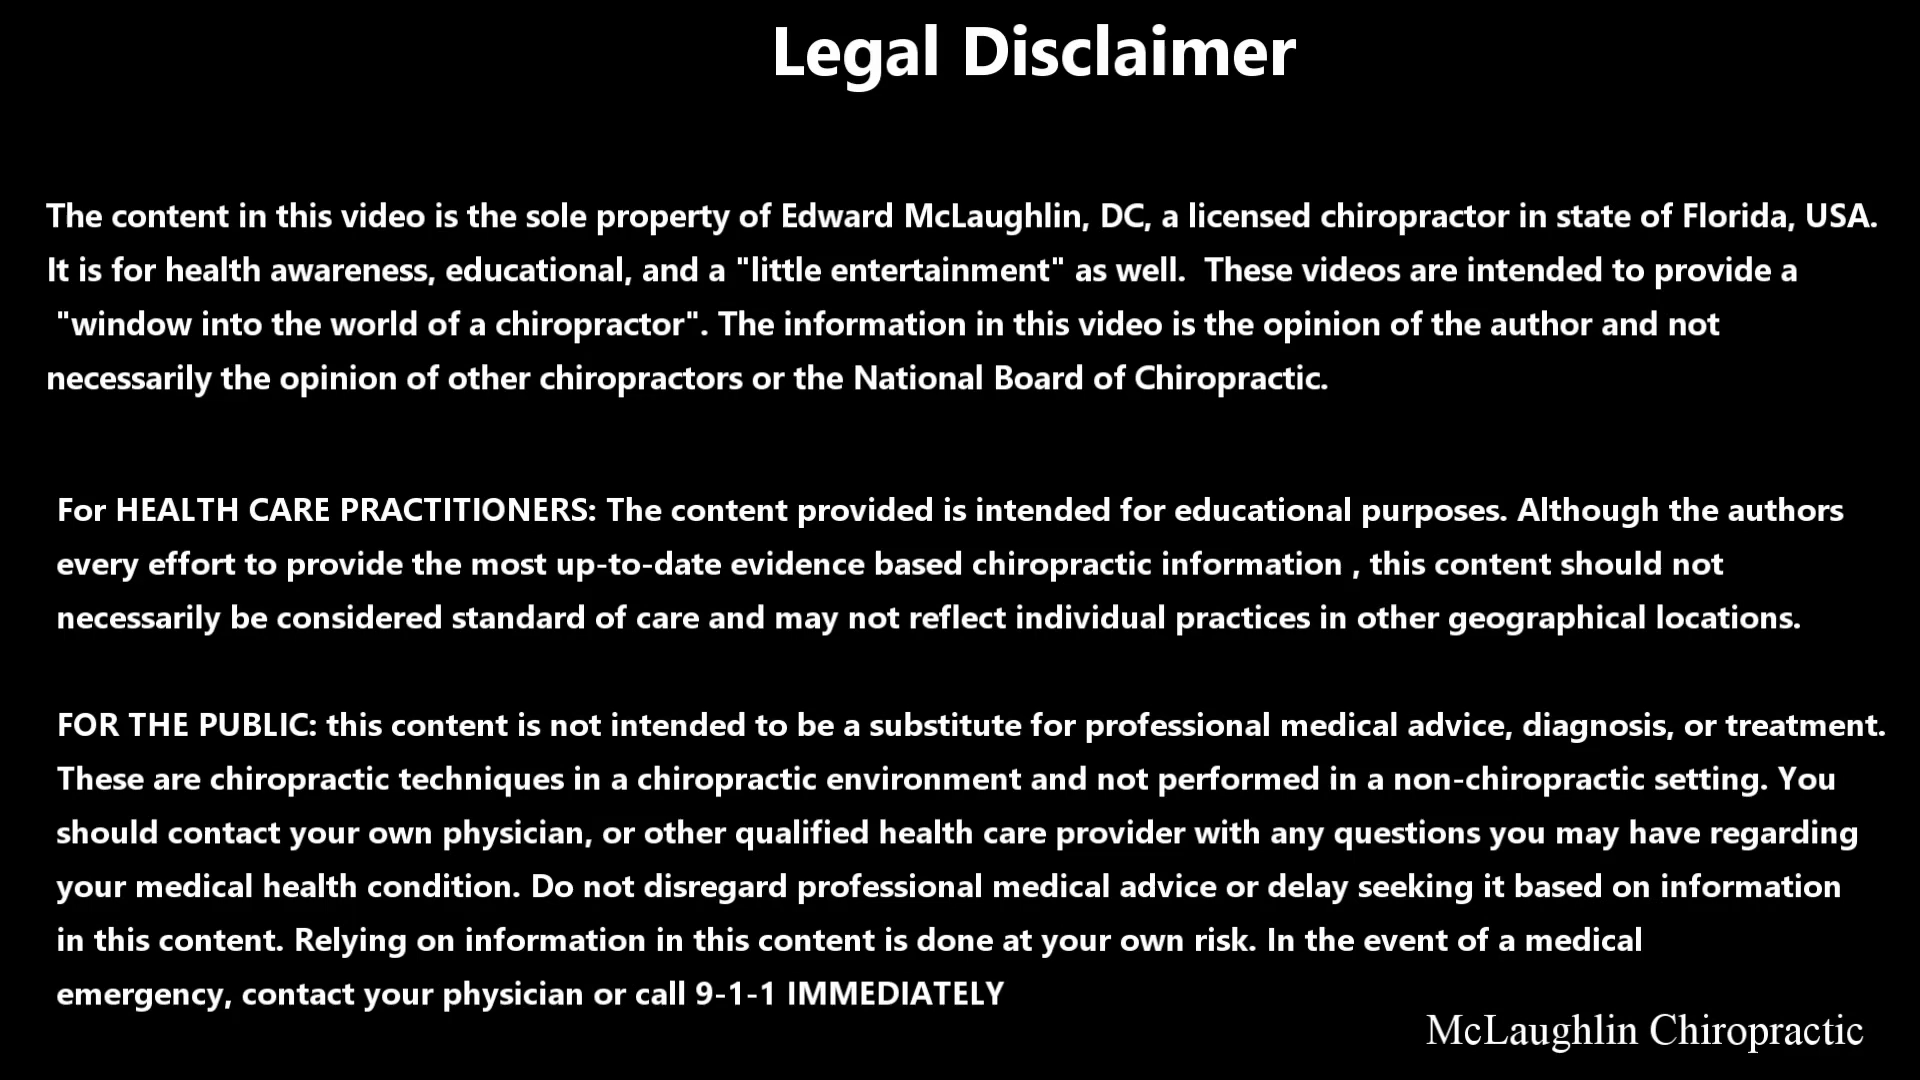 Legal Disclaimer
The content in this video is the sole property of Edward McLaughlin, DC, a licensed chiropractor in state of Florida, USA.
It is for health awareness, educational, and a "little entertainment" as well.  These videos are intended to provide a
"window into the world of a chiropractor". The information in this video is the opinion of the author and not
necessarily the opinion of other chiropractors or the National Board of Chiropractic.
For HEALTH CARE PRACTITIONERS: The content provided is intended for educational purposes. Although the authors
every effort to provide the most up-to-date evidence based chiropractic information , this content should not
necessarily be considered standard of care and may not reflect individual practices in other geographical locations.
FOR THE PUBLIC: this content is not intended to be a substitute for professional medical advice, diagnosis, or treatment.
These are chiropractic techniques in a chiropractic environment and not performed in a non-chiropractic setting. You
should contact your own physician, or other qualified health care provider with any questions you may have regarding
your medical health condition. Do not disregard professional medical advice or delay seeking it based on information
in this content. Relying on information in this content is done at your own risk. In the event of a medical
emergency, contact your physician or call 9-1-1 IMMEDIATELY
McLaughlin Chiropractic